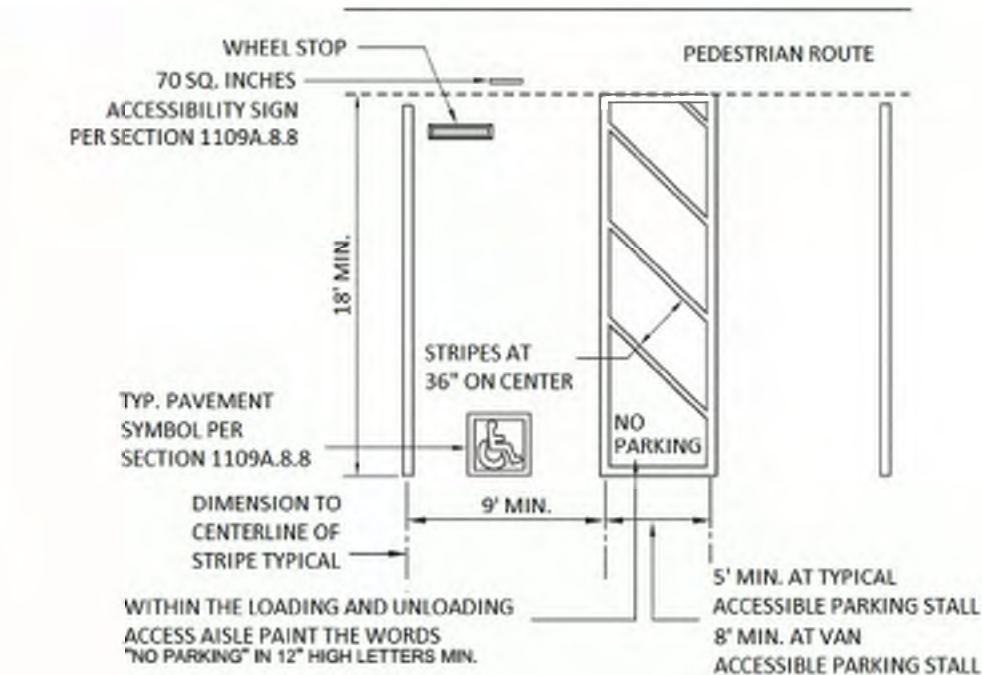 WHEEL STOP
PEDESTRIAN ROUTE
70 SQ. INCHES
ACCESSIBILITY SIGN
PER SECTION 1109A.8.8
18' MIN.
STRIPES AT
36" ON CENTER
TYP. PAVEMENT
SYMBOL PER
SECTION 1109A.8.8
NO
PARKING
DIMENSION TO
CENTERLINE OF
STRIPE TYPICAL
9' MIN.
5' MIN. AT TYPICAL
ACCESSIBLE PARKING STALL
8' MIN. AT VAN
ACCESSIBLE PARKING STALL
WITHIN THE LOADING AND UNLOADING
ACCESS AISLE PAINT THE WORDS
"NO PARKING" IN 12" HIGH LETTERS MIN.